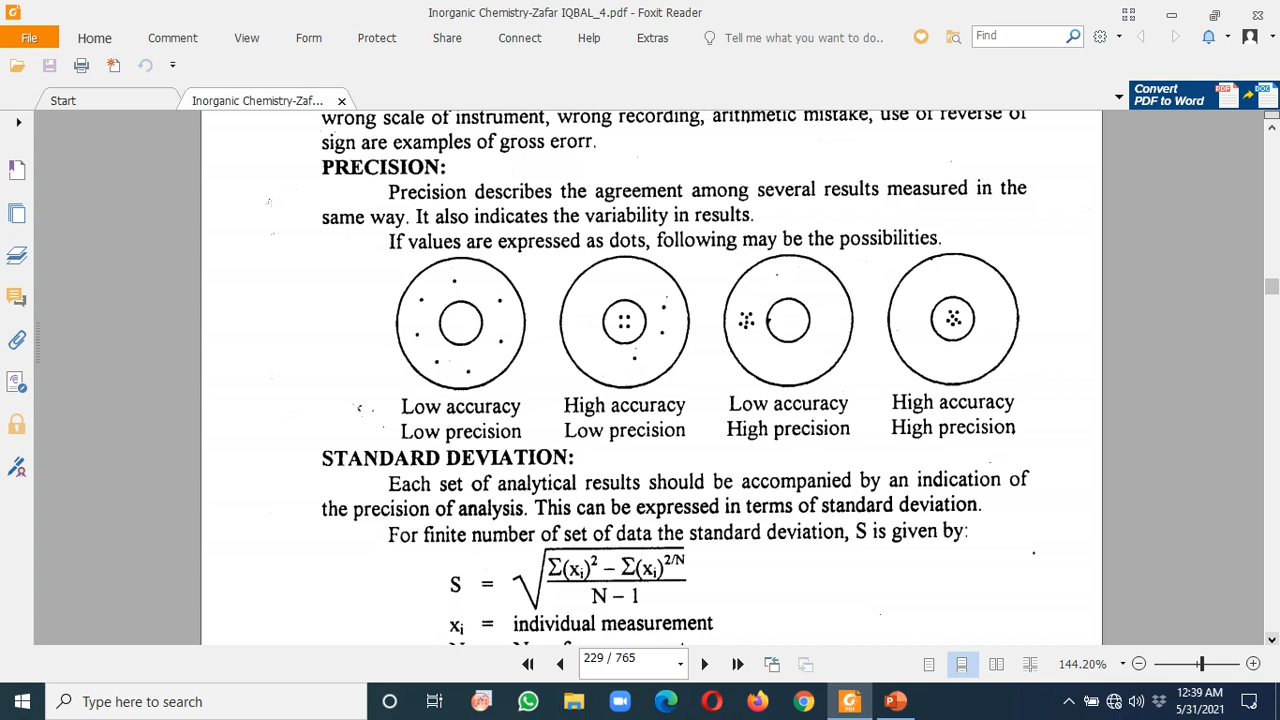 Inorganic Chemistry-Zafar IQBAL_4.pdf - Foxit Reader
File Home Comment View Form Protect Share Connect Help Extras Tell me what you want to do.. Find
Start Inorganic Chemistry-Zaf... Convert PDF to Word
wrong scale of instrument, wrong recording, arithmetic mistake, use of reverse of
sign are examples of gross erorr.
PRECISION:
Precision describes the agreement among several results measured in the
same way. It also indicates the variability in results.
If values are expressed as dots, following may be the possibilities.
Low accuracy High accuracy Low accuracy High accuracy
Low precision Low precision High precision High precision
STANDARD DEVIATION:
Each set of analytical results should be accompanied by an indication of
the precision of analysis. This can be expressed in terms of standard deviation.
For finite number of set of data the standard deviation, S is given by:
S = √ Σ(xᵢ)² – Σ(xᵢ)²/ᴺ
N – 1
xᵢ = individual measurement
229 / 765 144.20%
Type here to search 12:39 AM
5/31/2021